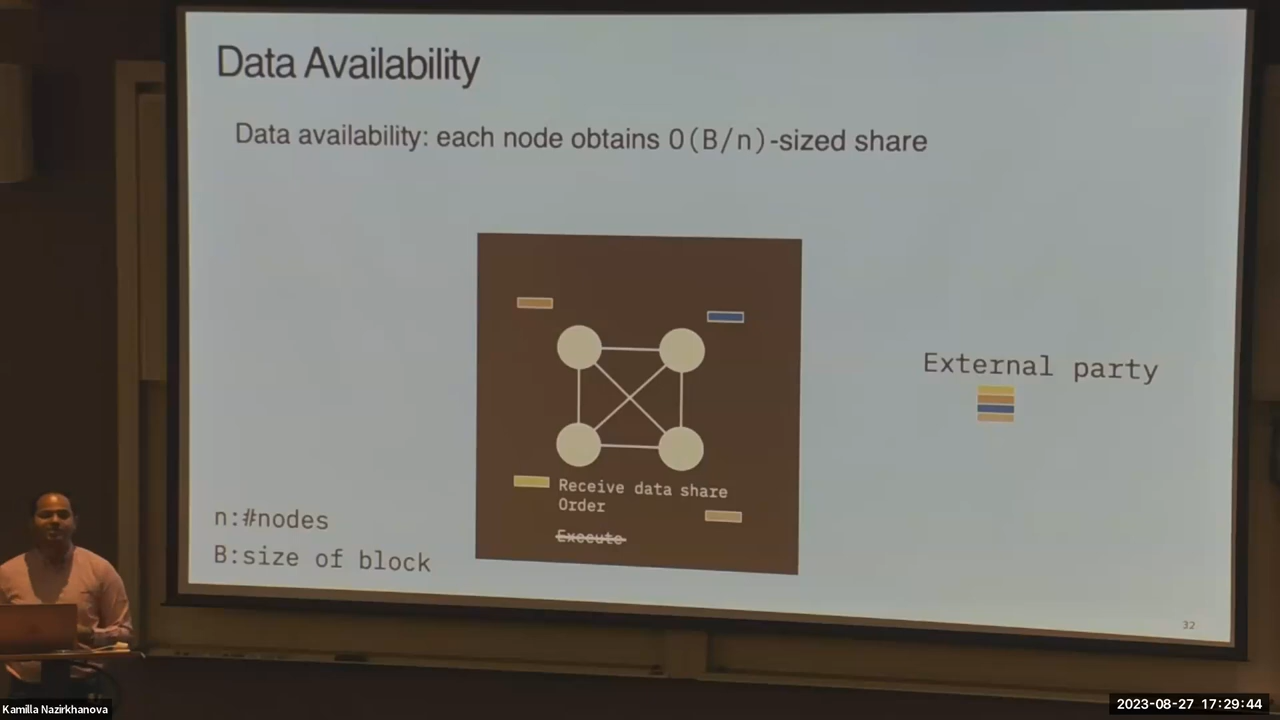 Data Availability
Data availability: each node obtains O(B/n)-sized share
External party
Receive data share
Order
Execute
n:#nodes
B:size of block
32
Kamilla Nazirkhanova
2023-08-27 17:29:44